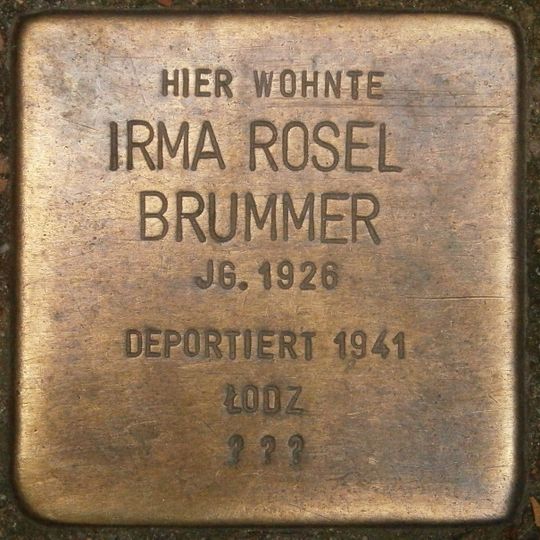 HIER WOHNTE
IRMA ROSEL
BRUMMER
JG. 1926
DEPORTIERT 1941
ŁODZ
? ? ?